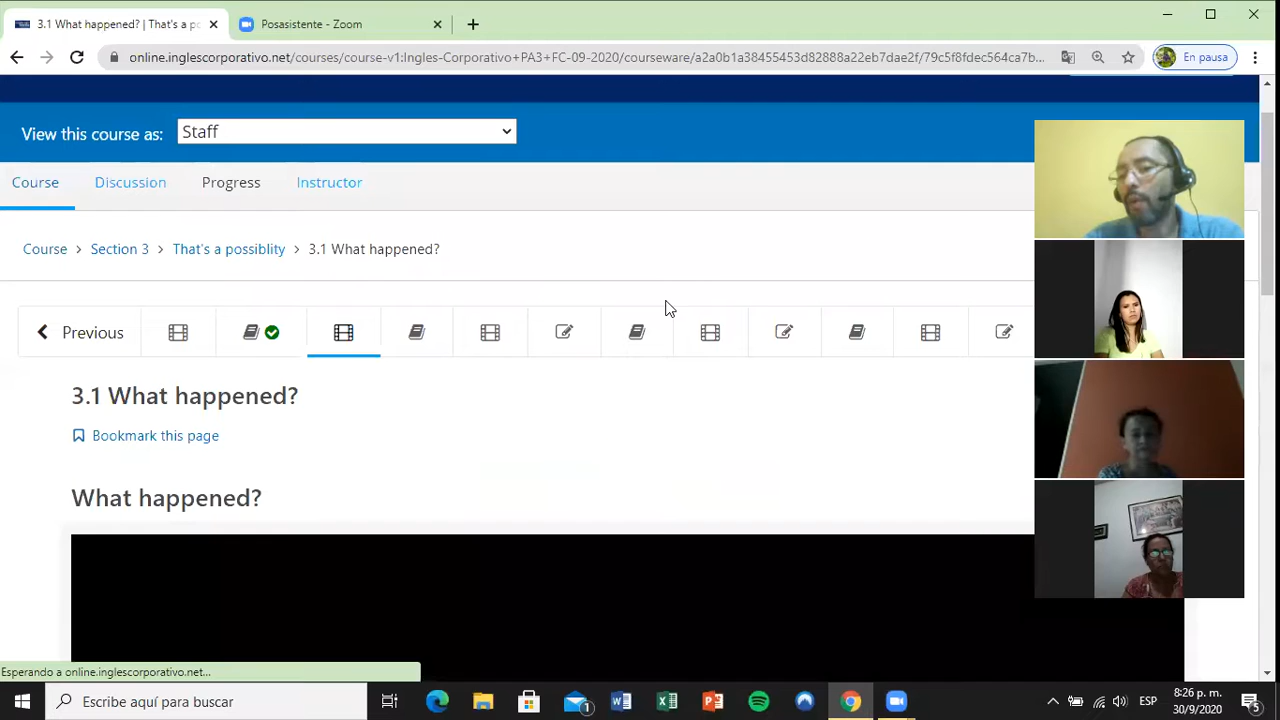 3.1 What happened? | That's a po
Posasistente - Zoom
online.inglescorporativo.net/courses/course-v1:Ingles-Corporativo+PA3+FC-09-2020/courseware/a2a0b1a38455453d82888a22eb7dae2f/79c5f8fdec564ca7b...
En pausa
View this course as:
Staff
Course
Discussion
Progress
Instructor
Course > Section 3 > That's a possiblity > 3.1 What happened?
Previous
3.1 What happened?
Bookmark this page
What happened?
Esperando a online.inglescorporativo.net...
Escribe aquí para buscar
1
ESP
8:26 p. m.
30/9/2020
5